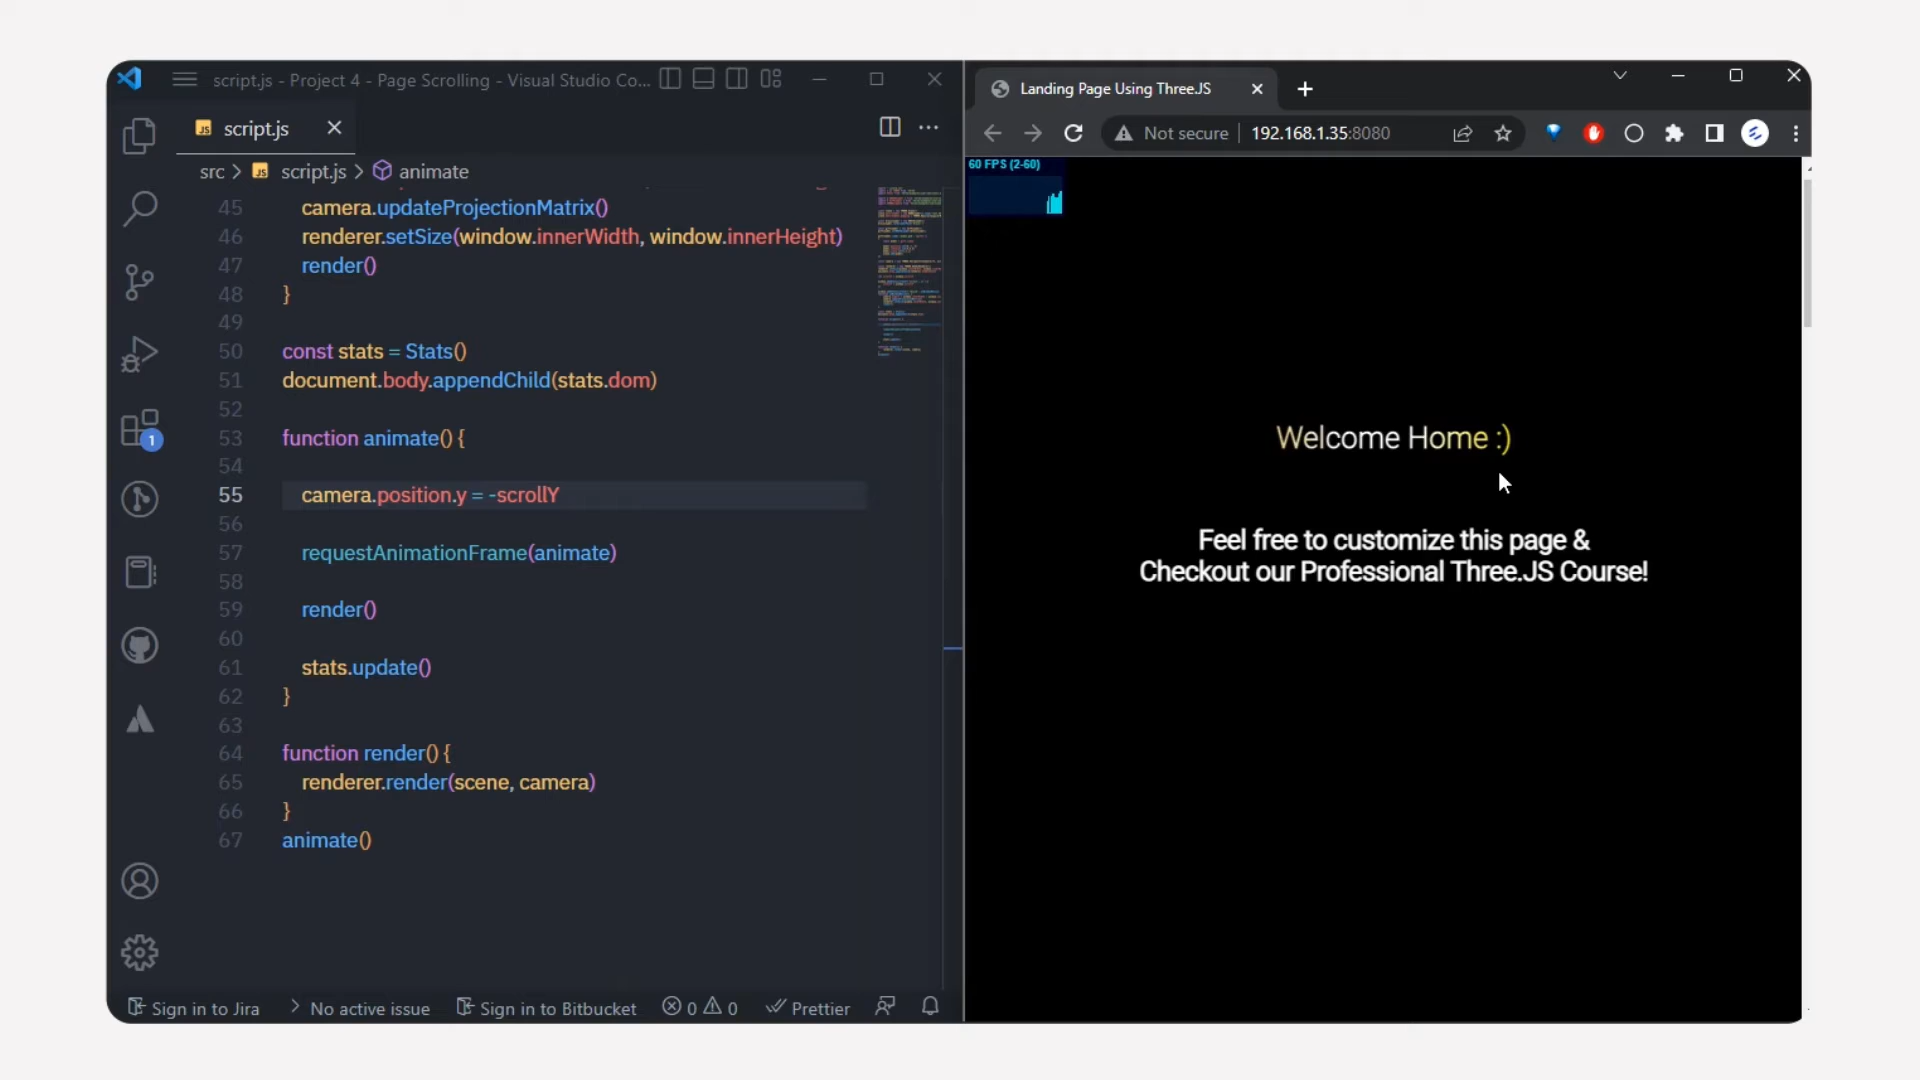 script.js - Project 4 - Page Scrolling - Visual Studio Co...
script.js
src > script.js > animate
45 camera.updateProjectionMatrix()
46 renderer.setSize(window.innerWidth, window.innerHeight)
47 render()
48 }
49
50 const stats = Stats()
51 document.body.appendChild(stats.dom)
52
53 function animate() {
54
55 camera.position.y = -scrollY
56
57 requestAnimationFrame(animate)
58
59 render()
60
61 stats.update()
62 }
63
64 function render() {
65 renderer.render(scene, camera)
66 }
67 animate()
1
Sign in to Jira > No active issue Sign in to Bitbucket 0 0 Prettier
Landing Page Using ThreeJS
Not secure 192.168.1.35:8080
60 FPS (2-60)
Welcome Home :)
Feel free to customize this page &
Checkout our Professional Three.JS Course!